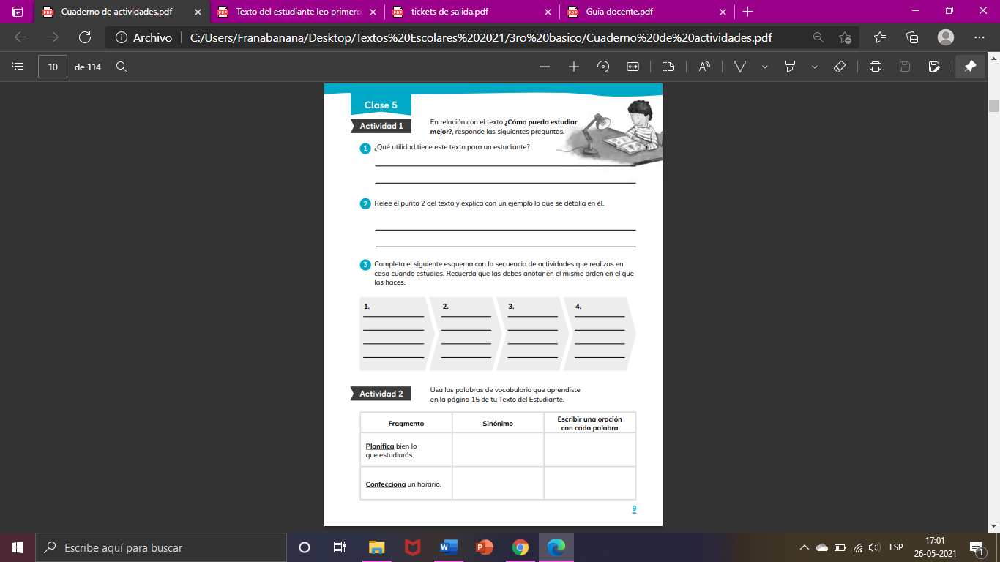 Cuaderno de actividades.pdf
Texto del estudiante leo primero.
tickets de salida.pdf
Guia docente.pdf
Archivo
C:/Users/Franabanana/Desktop/Textos%20Escolares%202021/3ro%20basico/Cuaderno%20de%20actividades.pdf
10
de 114
Clase 5
Actividad 1
En relación con el texto ¿Cómo puedo estudiar
mejor?, responde las siguientes preguntas.
1 ¿Qué utilidad tiene este texto para un estudiante?
2 Relee el punto 2 del texto y explica con un ejemplo lo que se detalla en él.
3 Completa el siguiente esquema con la secuencia de actividades que realizas en
casa cuando estudias. Recuerda que las debes anotar en el mismo orden en el que
las haces.
1. 2. 3. 4.
Actividad 2
Usa las palabras de vocabulario que aprendiste
en la página 15 de tu Texto del Estudiante.
Fragmento
Sinónimo
Escribir una oración
con cada palabra
Planifica bien lo
que estudiarás.
Confecciona un horario.
9
Escribe aquí para buscar
ESP
17:01
26-05-2021
1